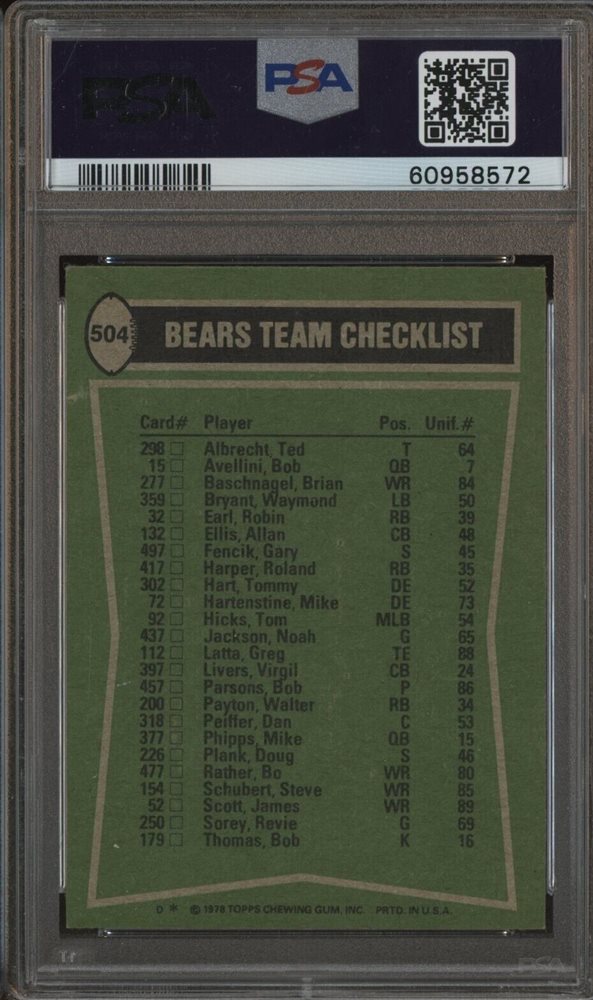 PSA
PSA
60958572
504
BEARS TEAM CHECKLIST
Card# Player Pos. Unif.#
298 Albrecht, Ted T 64
15 Avellini, Bob QB 7
277 Baschnagel, Brian WR 84
359 Bryant, Waymond LB 50
32 Earl, Robin RB 39
132 Ellis, Allan CB 48
497 Fencik, Gary S 45
417 Harper, Roland RB 35
302 Hart, Tommy DE 52
72 Hartenstine, Mike DE 73
92 Hicks, Tom MLB 54
437 Jackson, Noah G 65
112 Latta, Greg TE 88
397 Livers, Virgil CB 24
457 Parsons, Bob P 86
200 Payton, Walter RB 34
318 Peiffer, Dan C 53
377 Phipps, Mike QB 15
226 Plank, Doug S 46
477 Rather, Bo WR 80
154 Schubert, Steve WR 85
52 Scott, James WR 89
250 Sorey, Revie G 69
179 Thomas, Bob K 16
D * © 1978 TOPPS CHEWING GUM, INC. PRTD. IN U.S.A.
PSA